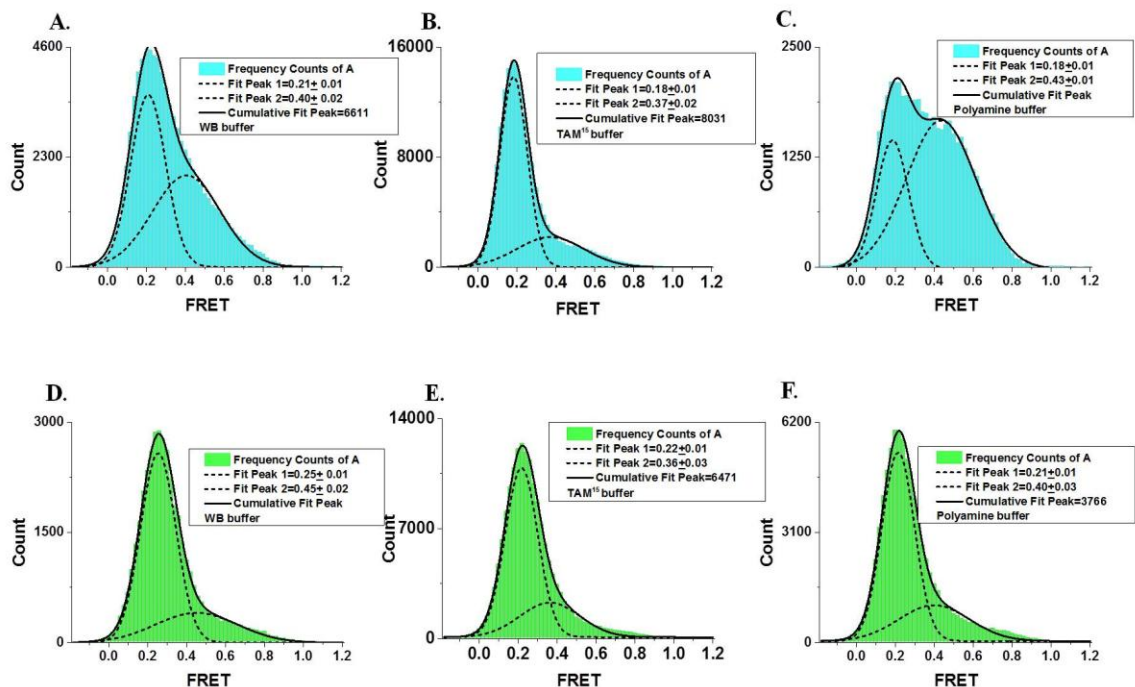 A.
4600
2300
0
Count
Frequency Counts of A
Fit Peak 1=0.21± 0.01
Fit Peak 2=0.40± 0.02
Cumulative Fit Peak=6611
WB buffer
0.0 0.2 0.4 0.6 0.8 1.0 1.2
FRET
B.
16000
8000
0
Count
Frequency Counts of A
Fit Peak 1=0.18±0.01
Fit Peak 2=0.37±0.02
Cumulative Fit Peak=8031
TAM¹⁵ buffer
0.0 0.2 0.4 0.6 0.8 1.0 1.2
FRET
C.
2500
1250
0
Count
Frequency Counts of A
Fit Peak 1=0.18±0.01
Fit Peak 2=0.43±0.01
Cumulative Fit Peak
Polyamine buffer
0.0 0.2 0.4 0.6 0.8 1.0 1.2
FRET
D.
3000
1500
0
Count
Frequency Counts of A
Fit Peak 1=0.25± 0.01
Fit Peak 2=0.45± 0.02
Cumulative Fit Peak
WB buffer
0.0 0.2 0.4 0.6 0.8 1.0 1.2
FRET
E.
14000
7000
0
Count
Frequency Counts of A
Fit Peak 1=0.22±0.01
Fit Peak 2=0.36±0.03
Cumulative Fit Peak=6471
TAM¹⁵ buffer
0.0 0.2 0.4 0.6 0.8 1.0 1.2
FRET
F.
6200
3100
0
Count
Frequency Counts of A
Fit Peak 1=0.21±0.01
Fit Peak 2=0.40±0.03
Cumulative Fit Peak=3766
Polyamine buffer
0.0 0.2 0.4 0.6 0.8 1.0 1.2
FRET